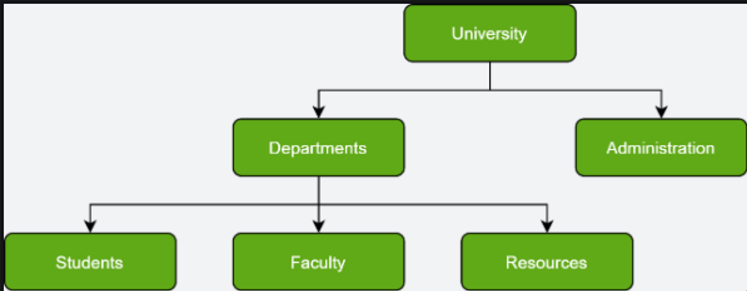 University
Departments
Administration
Students
Faculty
Resources